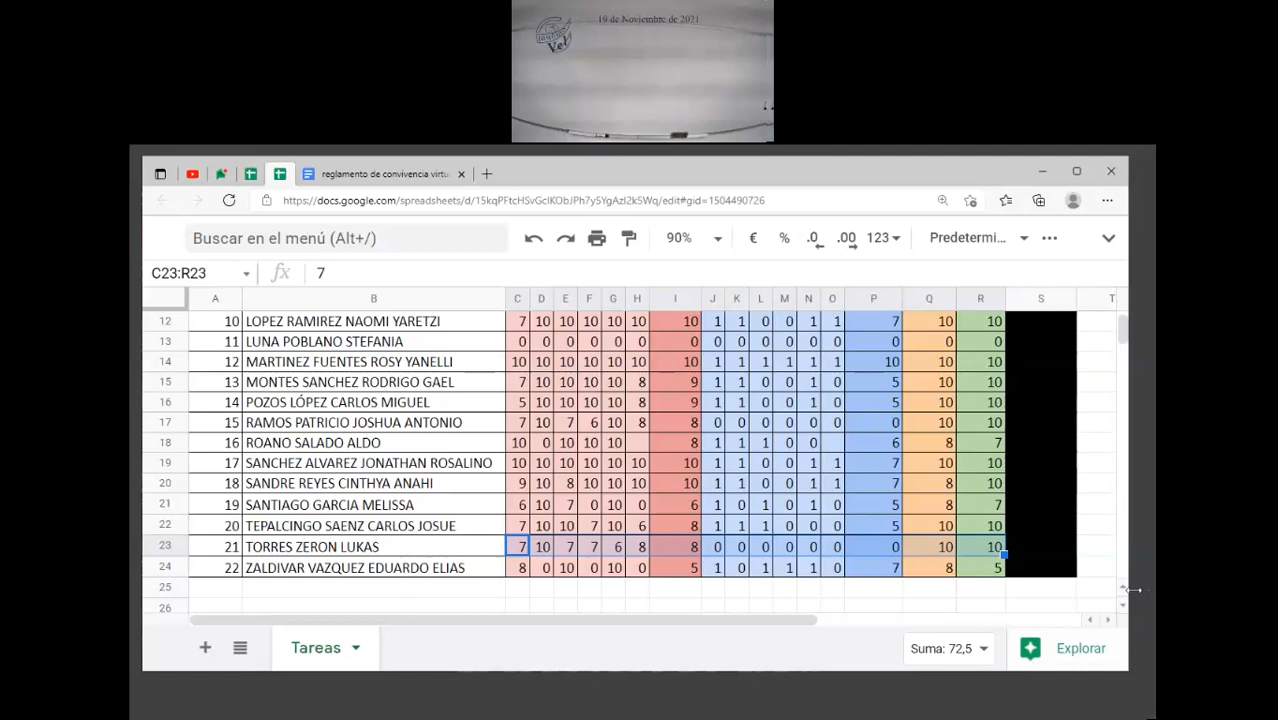 19 de Noviembre de 2021
Vel
reglamento de convivencia virtu
https://docs.google.com/spreadsheets/d/15kqPFtcHSvGcIKObJPh7y5YgAzI2k5Wq/edit#gid=1504490726
Buscar en el menú (Alt+/) 90% € % .0 .00 123 Predetermi...
C23:R23 fx 7
A B C D E F G H I J K L M N O P Q R S T
12 10 LOPEZ RAMIREZ NAOMI YARETZI 7 10 10 10 10 10 10 1 1 0 0 1 1 7 10 10
13 11 LUNA POBLANO STEFANIA 0 0 0 0 0 0 0 0 0 0 0 0 0 0 0 0
14 12 MARTINEZ FUENTES ROSY YANELLI 10 10 10 10 10 10 10 1 1 1 1 1 1 10 10 10
15 13 MONTES SANCHEZ RODRIGO GAEL 7 10 10 10 10 8 9 1 1 0 0 1 0 5 10 10
16 14 POZOS LÓPEZ CARLOS MIGUEL 5 10 10 10 10 8 9 1 1 0 0 1 0 5 10 10
17 15 RAMOS PATRICIO JOSHUA ANTONIO 7 10 7 6 10 8 8 0 0 0 0 0 0 0 10 10
18 16 ROANO SALADO ALDO 10 0 10 10 10 8 1 1 1 0 0 6 8 7
19 17 SANCHEZ ALVAREZ JONATHAN ROSALINO 10 10 10 10 10 10 10 1 1 0 0 1 1 7 10 10
20 18 SANDRE REYES CINTHYA ANAHI 9 10 8 10 10 10 10 1 1 0 0 1 1 7 8 10
21 19 SANTIAGO GARCIA MELISSA 6 10 7 0 10 0 6 1 0 1 0 1 0 5 8 7
22 20 TEPALCINGO SAENZ CARLOS JOSUE 7 10 10 7 10 6 8 1 1 1 0 0 0 5 10 10
23 21 TORRES ZERON LUKAS 7 10 7 7 6 8 8 0 0 0 0 0 0 0 10 10
24 22 ZALDIVAR VAZQUEZ EDUARDO ELIAS 8 0 10 0 10 0 5 1 0 1 1 1 0 7 8 5
25
26
Tareas Suma: 72,5 Explorar